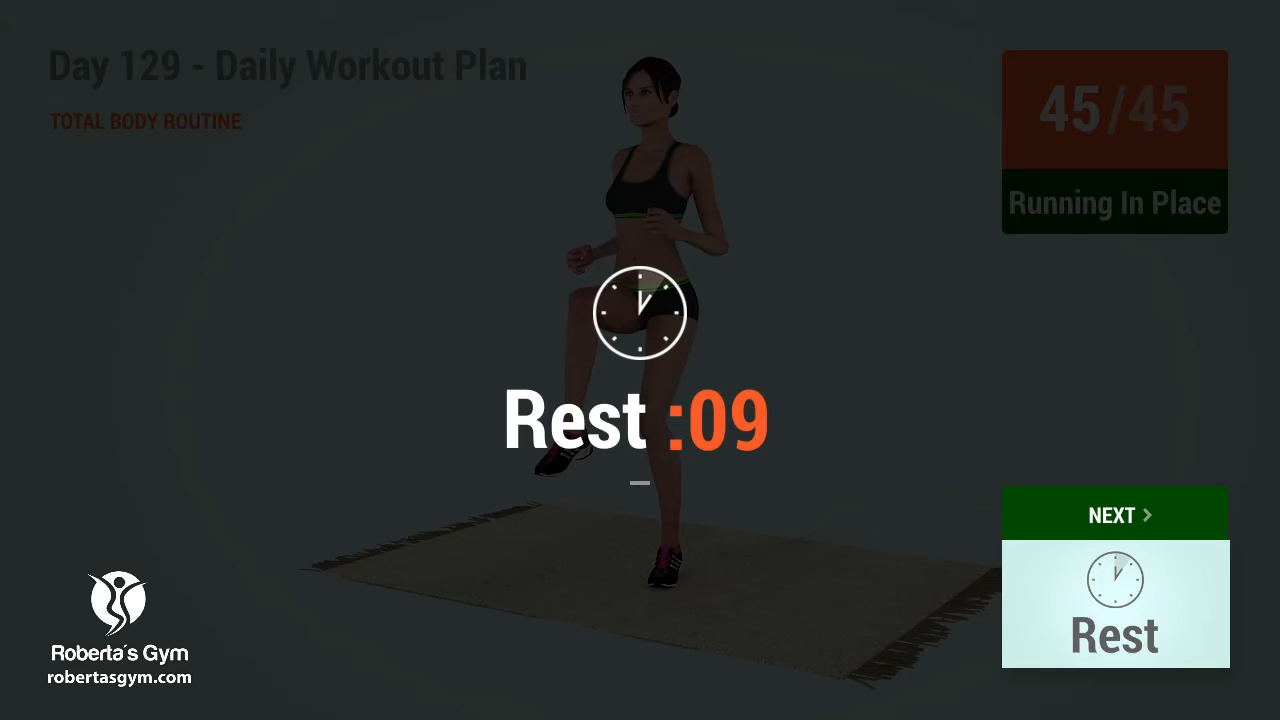 Day 129 - Daily Workout Plan
TOTAL BODY ROUTINE
45/45
Running In Place
Rest :09
NEXT >
Rest
Roberta´s Gym
robertasgym.com